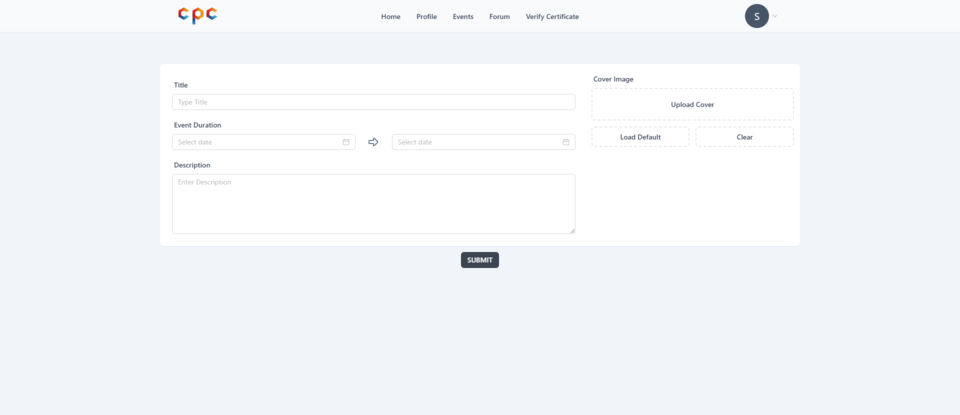 cpc
Home Profile Events Forum Verify Certificate
S
Title
Type Title
Event Duration
Select date
Select date
Description
Enter Description
Cover Image
Upload Cover
Load Default Clear
SUBMIT